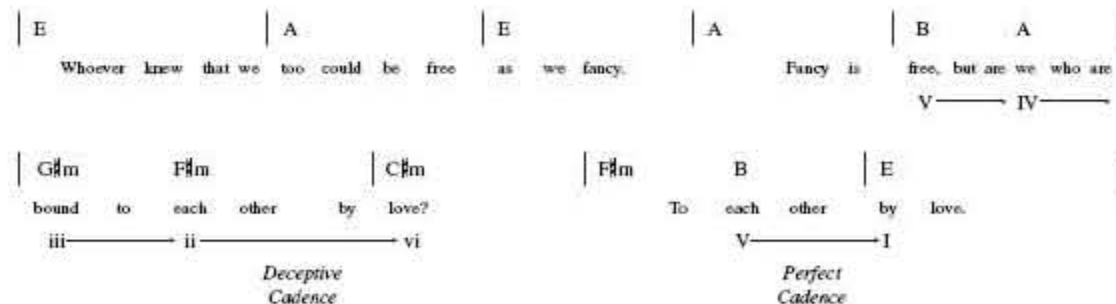 E A E A B A
Whoever knew that we too could be free as we fancy. Fancy is free, but are we who are
V IV
G♯m F♯m C♯m F♯m B E
bound to each other by love? To each other by love.
iii ii vi V I
Deceptive Perfect
Cadence Cadence